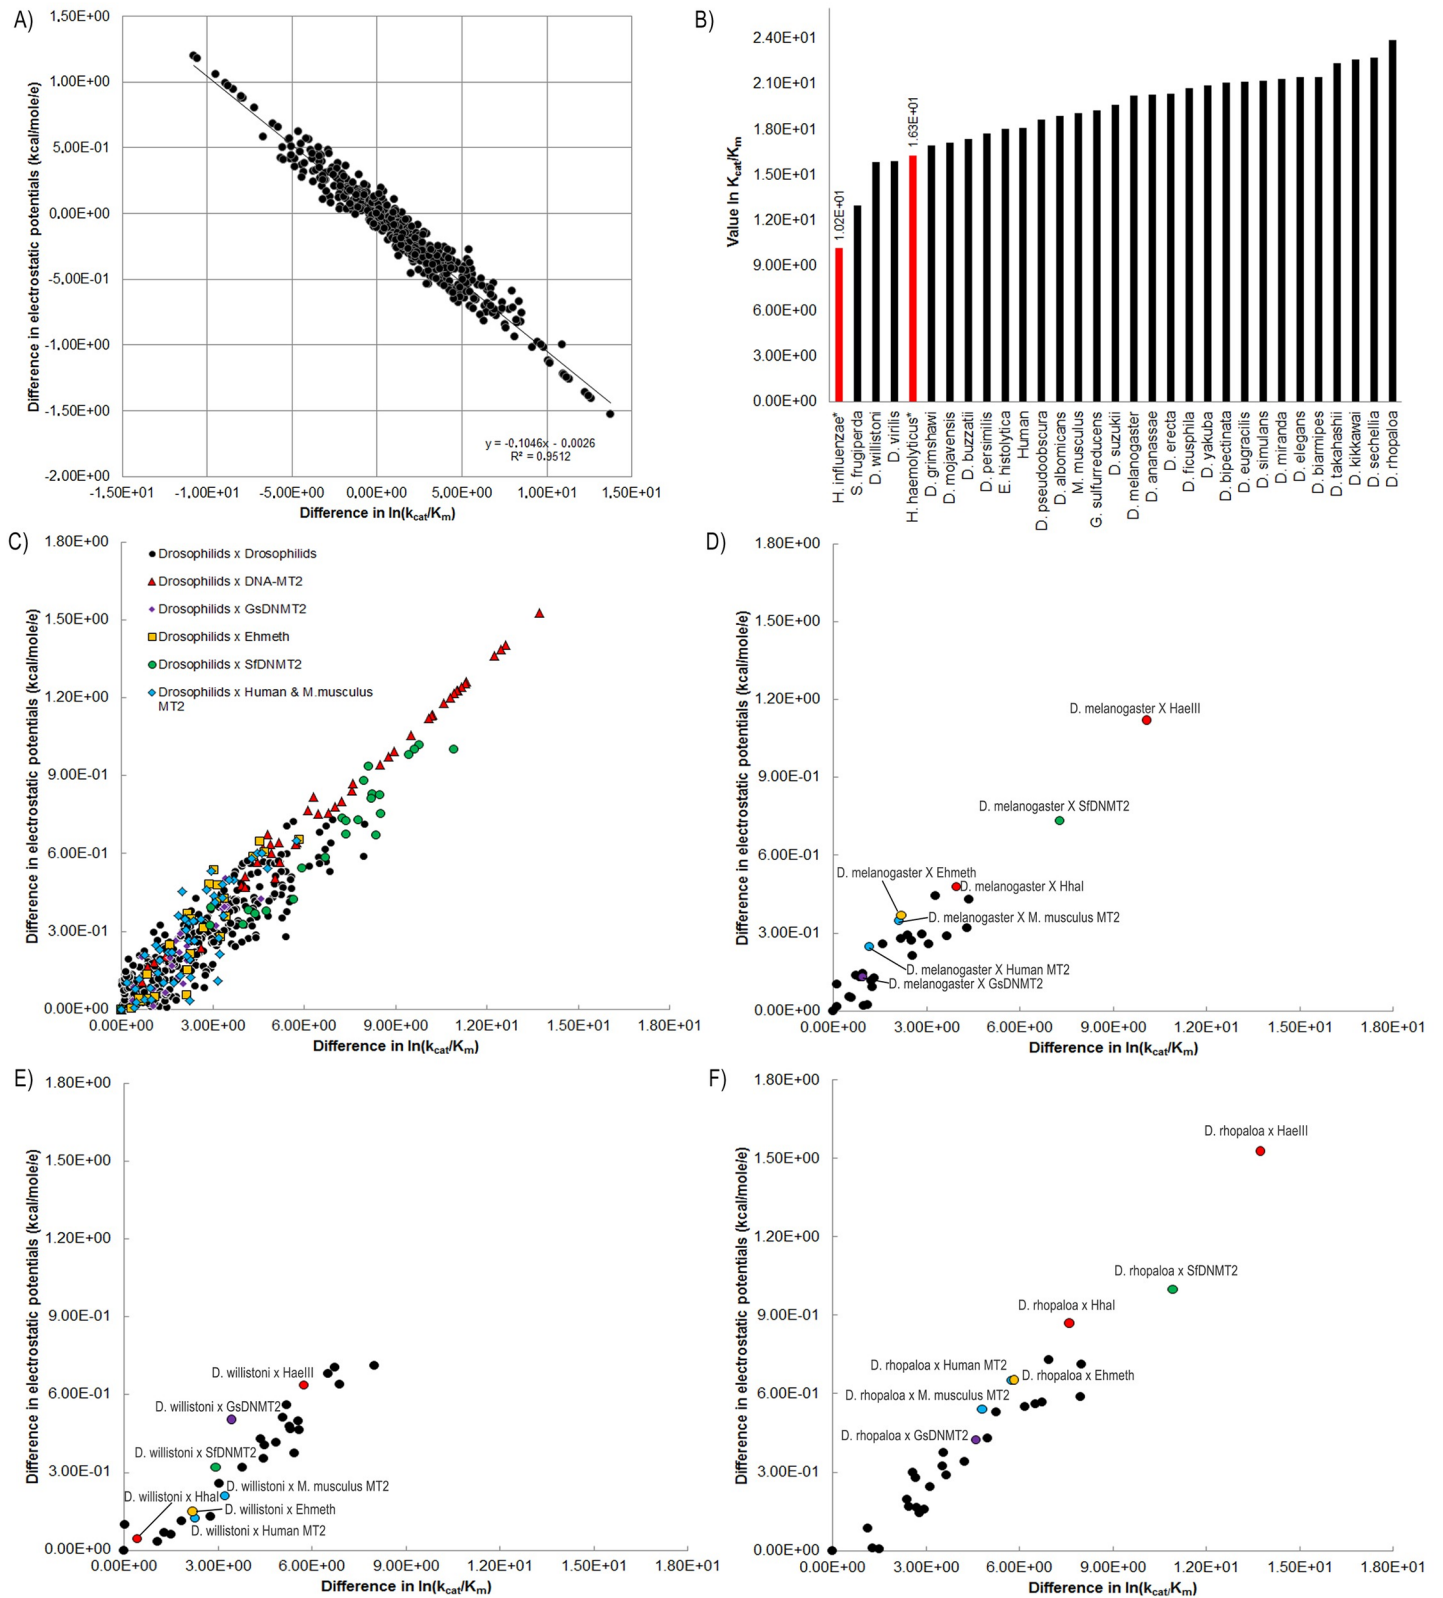 A)
1.50E+00
1.00E+00
5.00E-01
0.00E+00
-5.00E-01
-1.00E+00
-1.50E+00
-2.00E+00
Difference in electrostatic potentials (kcal/mole/e)
y = -0.1046x - 0.0026
R² = 0.9512
-1.50E+01
-1.00E+01
-5.00E+00
0.00E+00
5.00E+00
1.00E+01
1.50E+01
Difference in ln(kcat/Km)
B)
2.40E+01
2.10E+01
1.80E+01
1.50E+01
1.20E+01
9.00E+00
6.00E+00
3.00E+00
0.00E+00
Value ln Kcat/Km
1.02E+01
1.63E+01
H. influenzae*
S. frugiperda
D. willistoni
D. virilis
H. haemolyticus*
D. grimshawi
D. mojavensis
D. buzzatii
D. persimilis
E. histolytica
Human
D. pseudoobscura
D. albomicans
M. musculus
G. sulfurreducens
D. suzukii
D. melanogaster
D. ananassae
D. erecta
D. ficusphila
D. yakuba
D. bipectinata
D. eugracilis
D. simulans
D. miranda
D. elegans
D. biarmipes
D. takahashii
D. kikkawai
D. sechellia
D. rhopaloa
C)
1.80E+00
1.50E+00
1.20E+00
9.00E-01
6.00E-01
3.00E-01
0.00E+00
Difference in electrostatic potentials (kcal/mole/e)
Drosophilids x Drosophilids
Drosophilids x DNA-MT2
Drosophilids x GsDNMT2
Drosophilids x Ehmeth
Drosophilids x SfDNMT2
Drosophilids x Human & M.musculus
MT2
0.00E+00
3.00E+00
6.00E+00
9.00E+00
1.20E+01
1.50E+01
1.80E+01
Difference in ln(kcat/Km)
D)
1.80E+00
1.50E+00
1.20E+00
9.00E-01
6.00E-01
3.00E-01
0.00E+00
Difference in electrostatic potentials (kcal/mole/e)
D. melanogaster X HaeIII
D. melanogaster X SfDNMT2
D. melanogaster X Ehmeth
D. melanogaster X HhaI
D. melanogaster X M. musculus MT2
D. melanogaster X Human MT2
D. melanogaster X GsDNMT2
0.00E+00
3.00E+00
6.00E+00
9.00E+00
1.20E+01
1.50E+01
1.80E+01
Difference in ln(kcat/Km)
E)
1.80E+00
1.50E+00
1.20E+00
9.00E-01
6.00E-01
3.00E-01
0.00E+00
Difference in electrostatic potentials (kcal/mole/e)
D. willistoni x HaeIII
D. willistoni x GsDNMT2
D. willistoni x SfDNMT2
D. willistoni x M. musculus MT2
D. willistoni x HhaI
D. willistoni x Ehmeth
D. willistoni x Human MT2
0.00E+00
3.00E+00
6.00E+00
9.00E+00
1.20E+01
1.50E+01
1.80E+01
Difference in ln(kcat/Km)
F)
1.80E+00
1.50E+00
1.20E+00
9.00E-01
6.00E-01
3.00E-01
0.00E+00
Difference in electrostatic potentials (kcal/mole/e)
D. rhopaloa x HaeIII
D. rhopaloa x SfDNMT2
D. rhopaloa x HhaI
D. rhopaloa x Human MT2
D. rhopaloa x Ehmeth
D. rhopaloa x M. musculus MT2
D. rhopaloa x GsDNMT2
0.00E+00
3.00E+00
6.00E+00
9.00E+00
1.20E+01
1.50E+01
1.80E+01
Difference in ln(kcat/Km)